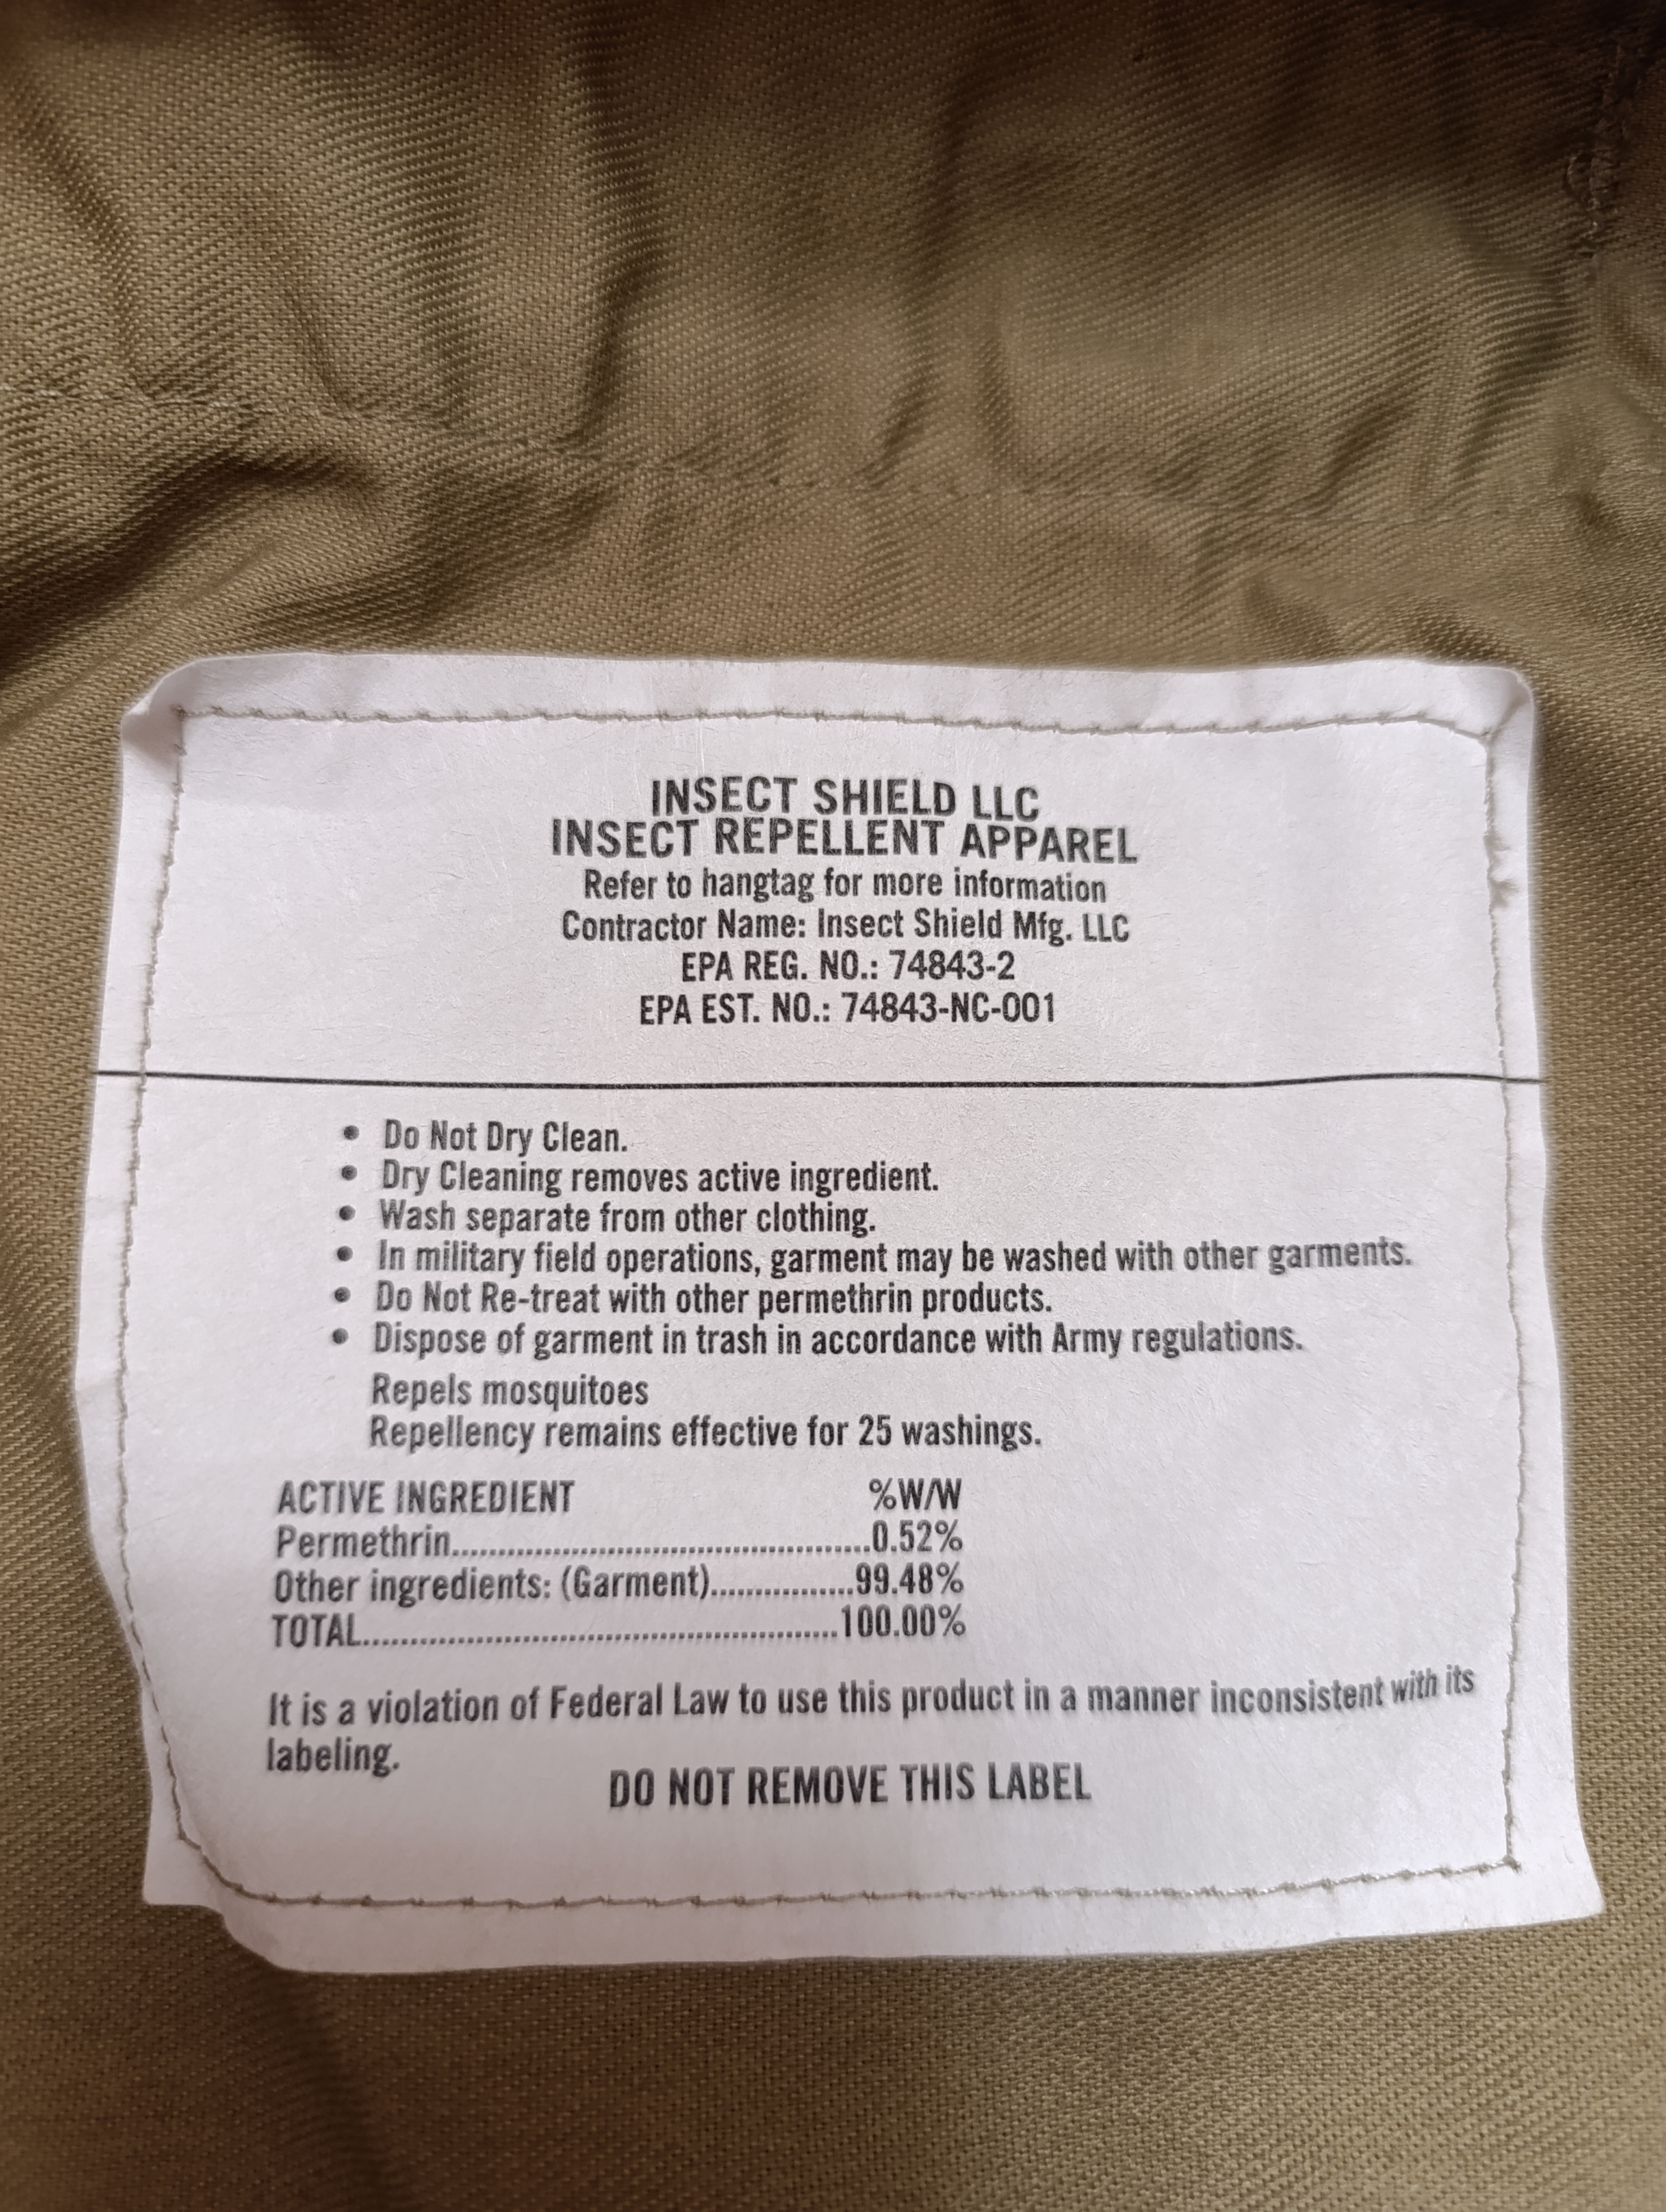 INSECT SHIELD LLC
INSECT REPELLENT APPAREL
Refer to hangtag for more information
Contractor Name: Insect Shield Mfg. LLC
EPA REG. NO.: 74843-2
EPA EST. NO.: 74843-NC-001
• Do Not Dry Clean.
• Dry Cleaning removes active ingredient.
• Wash separate from other clothing.
• In military field operations, garment may be washed with other garments.
• Do Not Re-treat with other permethrin products.
• Dispose of garment in trash in accordance with Army regulations.
Repels mosquitoes
Repellency remains effective for 25 washings.
ACTIVE INGREDIENT %W/W
Permethrin..............................................0.52%
Other ingredients: (Garment)................99.48%
TOTAL....................................................100.00%
It is a violation of Federal Law to use this product in a manner inconsistent with its
labeling.
DO NOT REMOVE THIS LABEL